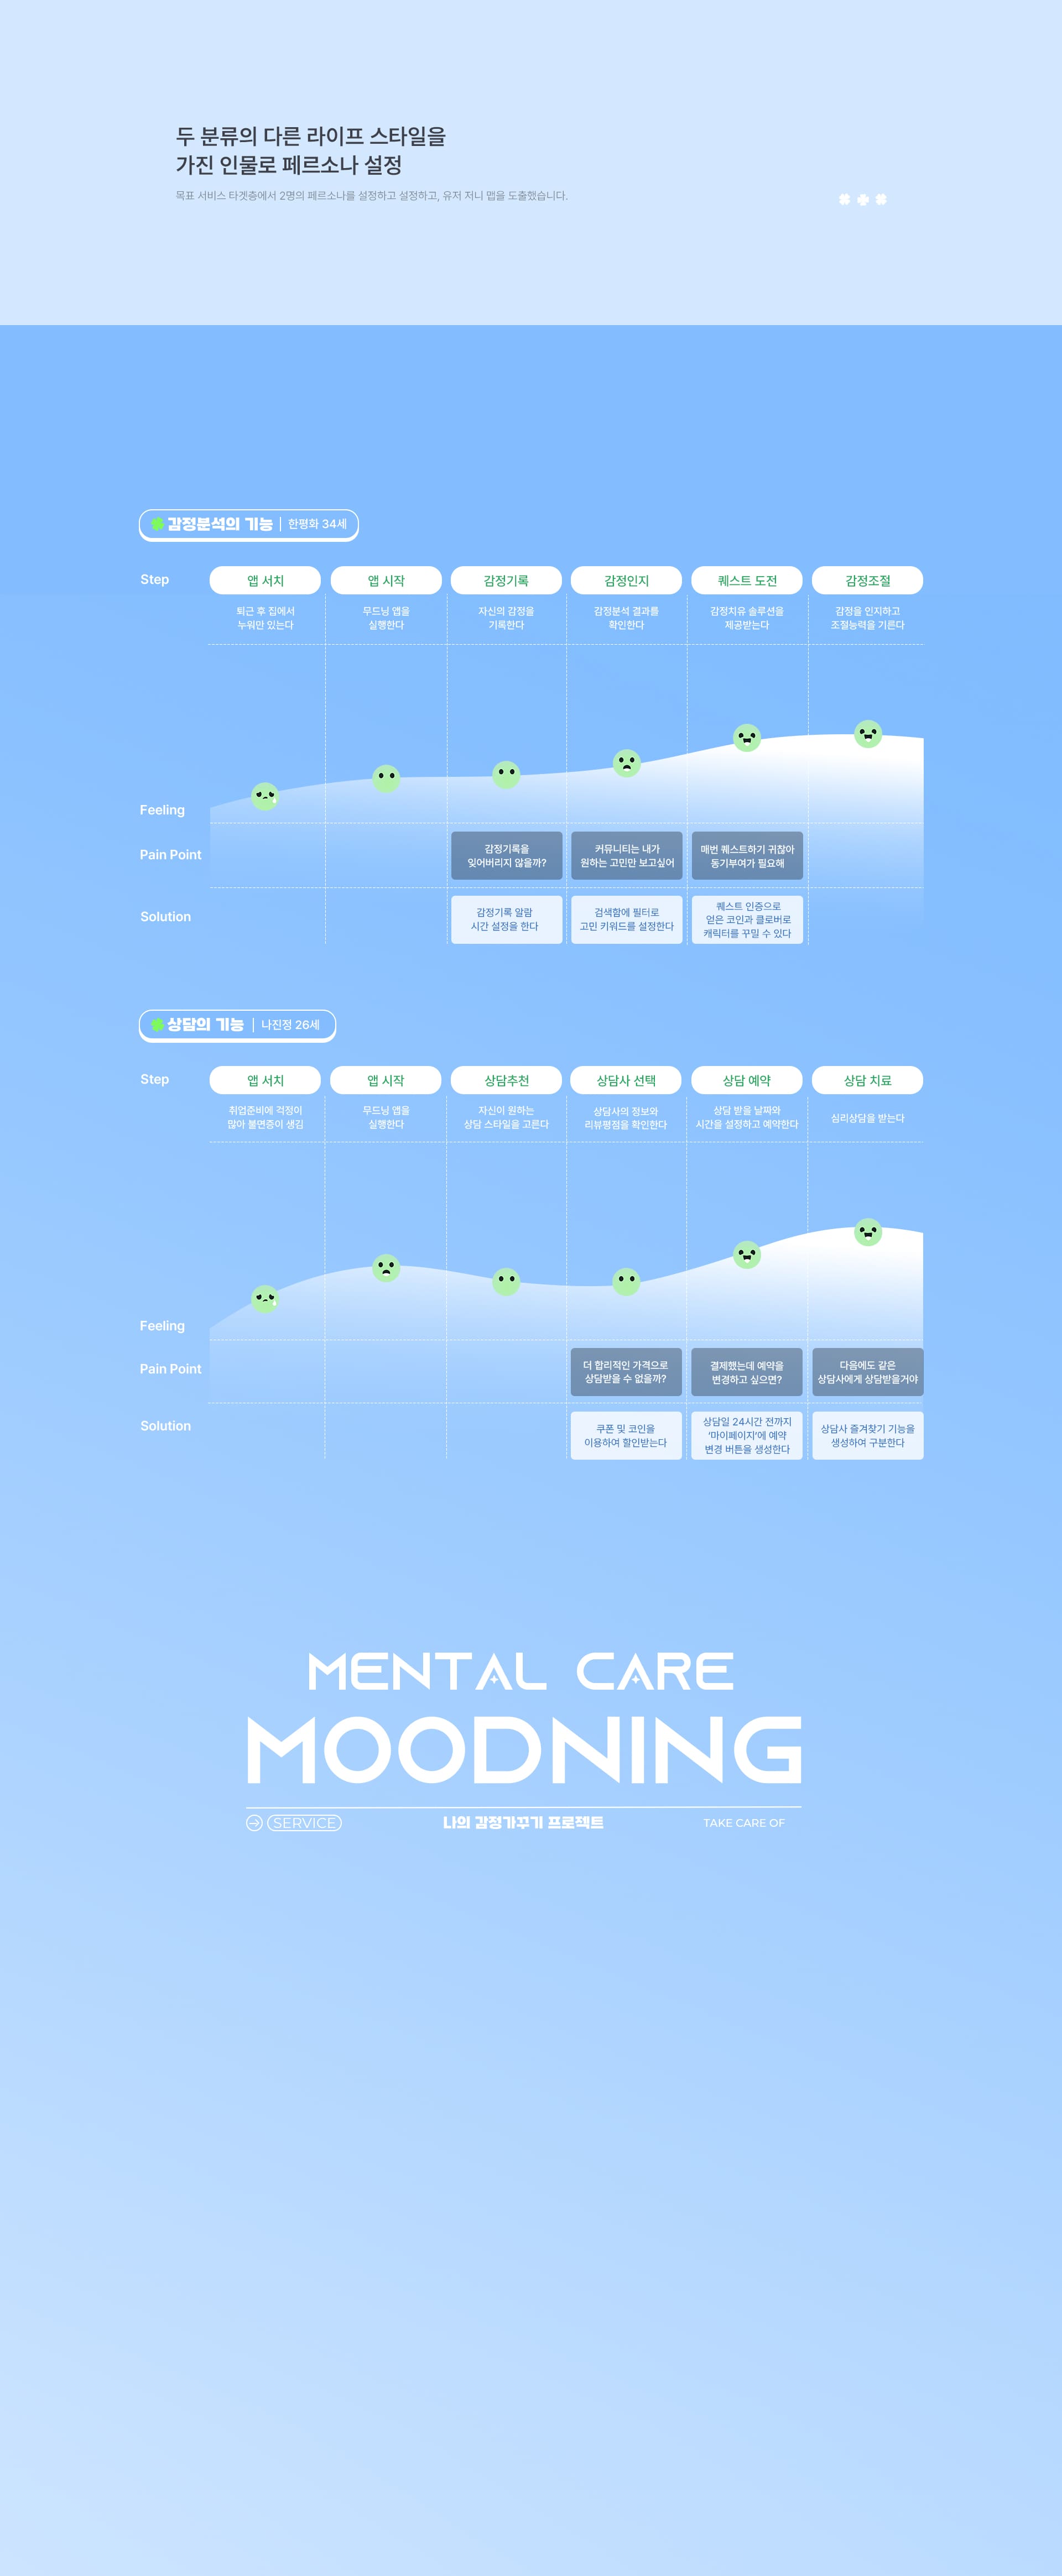 두 분류의 다른 라이프 스타일을
가진 인물로 페르소나 설정
목표 서비스 타겟층에서 2명의 페르소나를 설정하고 설정하고, 유저 저니 맵을 도출했습니다.
감정분석의 기능 | 한평화 34세
Step
앱 서치
앱 시작
감정기록
감정인지
퀘스트 도전
감정조절
퇴근 후 집에서
누워만 있는다
무드닝 앱을
실행한다
자신의 감정을
기록한다
감정분석 결과를
확인한다
감정치유 솔루션을
제공받는다
감정을 인지하고
조절능력을 기른다
Feeling
Pain Point
감정기록을
잊어버리지 않을까?
커뮤니티는 내가
원하는 고민만 보고싶어
매번 퀘스트하기 귀찮아
동기부여가 필요해
Solution
감정기록 알람
시간 설정을 한다
검색함에 필터로
고민 키워드를 설정한다
퀘스트 인증으로
얻은 코인과 클로버로
캐릭터를 꾸밀 수 있다
상담의 기능 | 나진정 26세
Step
앱 서치
앱 시작
상담추천
상담사 선택
상담 예약
상담 치료
취업준비에 걱정이
많아 불면증이 생김
무드닝 앱을
실행한다
자신이 원하는
상담 스타일을 고른다
상담사의 정보와
리뷰평점을 확인한다
상담 받을 날짜와
시간을 설정하고 예약한다
심리상담을 받는다
Feeling
Pain Point
더 합리적인 가격으로
상담받을 수 없을까?
결제했는데 예약을
변경하고 싶으면?
다음에도 같은
상담사에게 상담받을거야
Solution
쿠폰 및 코인을
이용하여 할인받는다
상담일 24시간 전까지
‘마이페이지’에 예약
변경 버튼을 생성한다
상담사 즐겨찾기 기능을
생성하여 구분한다
MENTAL CARE
MOODNING
SERVICE
나의 감정가꾸기 프로젝트
TAKE CARE OF